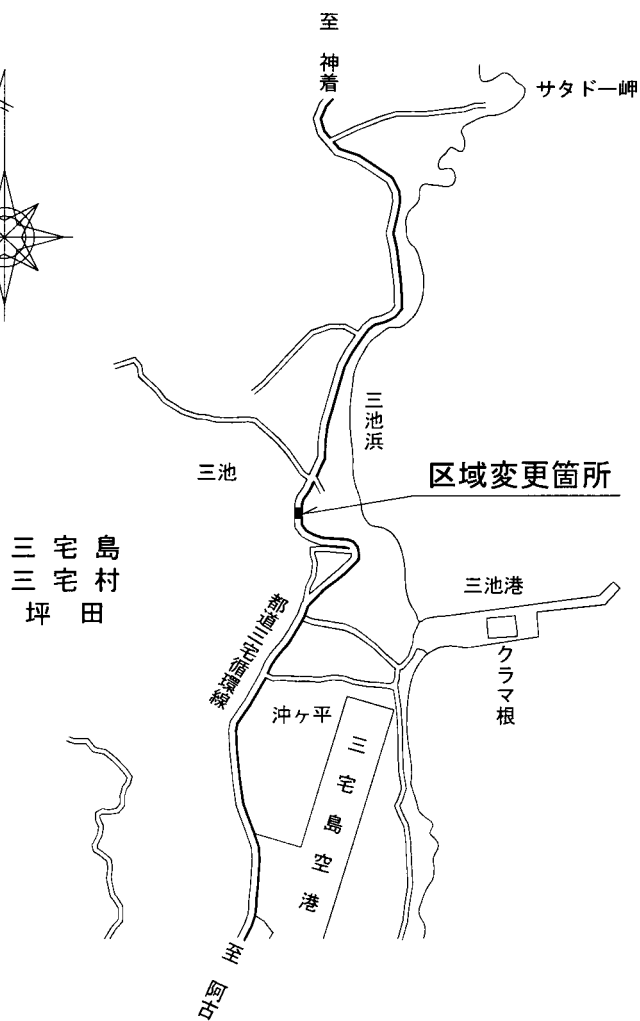 至 神着
サタドー岬
三池浜
三池
区域変更箇所
三宅島
三宅村
坪田
三池港
クラマ根
都道三宅循環線
沖ヶ平
三宅島空港
至 阿古